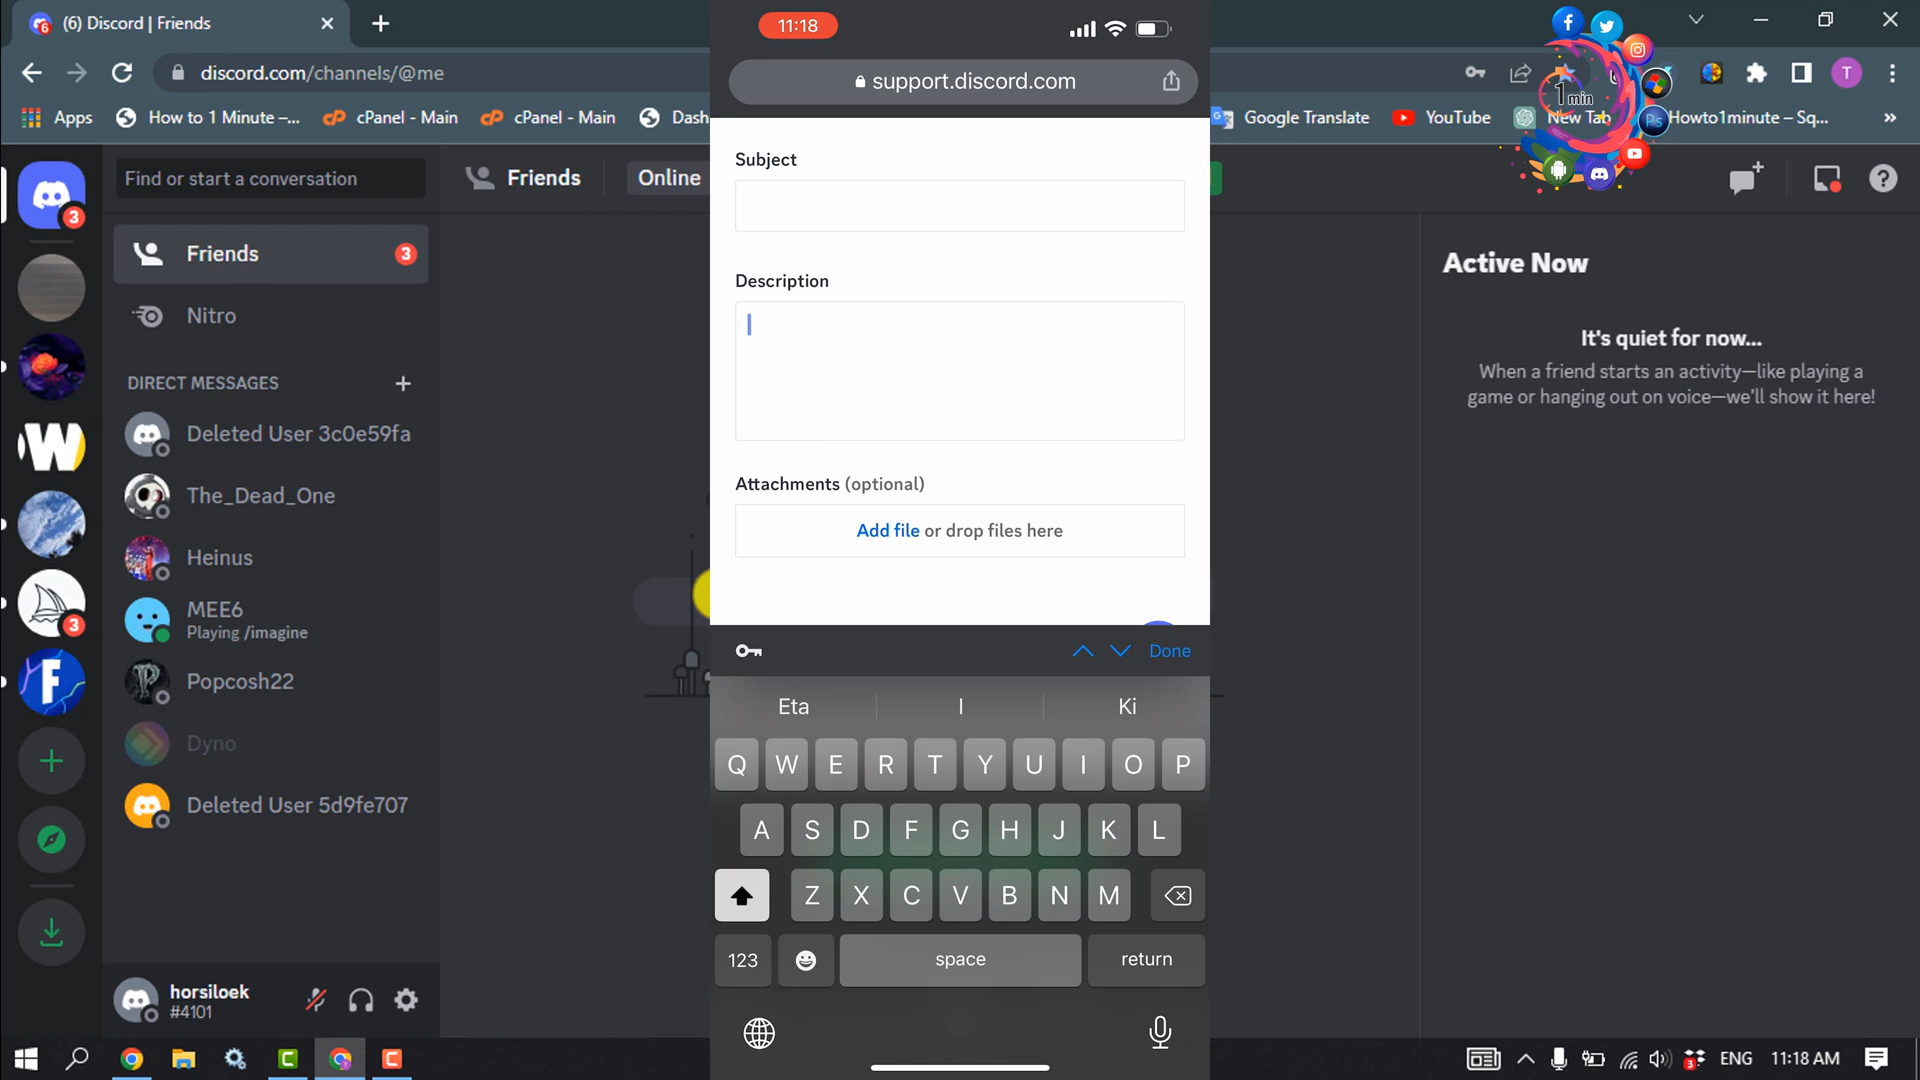 (6) Discord | Friends
discord.com/channels/@me
Apps
How to 1 Minute –...
cPanel - Main
cPanel - Main
Dash
Google Translate
YouTube
New Tab
Howto1minute – Sq...
»
T
1 min
Ps
11:18
support.discord.com
Find or start a conversation
Friends
Online
3
Friends
3
Nitro
DIRECT MESSAGES
Deleted User 3c0e59fa
The_Dead_One
Heinus
MEE6
Playing /imagine
3
Popcosh22
Dyno
Deleted User 5d9fe707
horsiloek
#4101
Subject
Description
Attachments (optional)
Add file or drop files here
Done
Eta
I
Ki
Q W E R T Y U I O P
A S D F G H J K L
Z X C V B N M
123
space
return
Active Now
It's quiet for now...
When a friend starts an activity—like playing a
game or hanging out on voice—we'll show it here!
ENG
11:18 AM